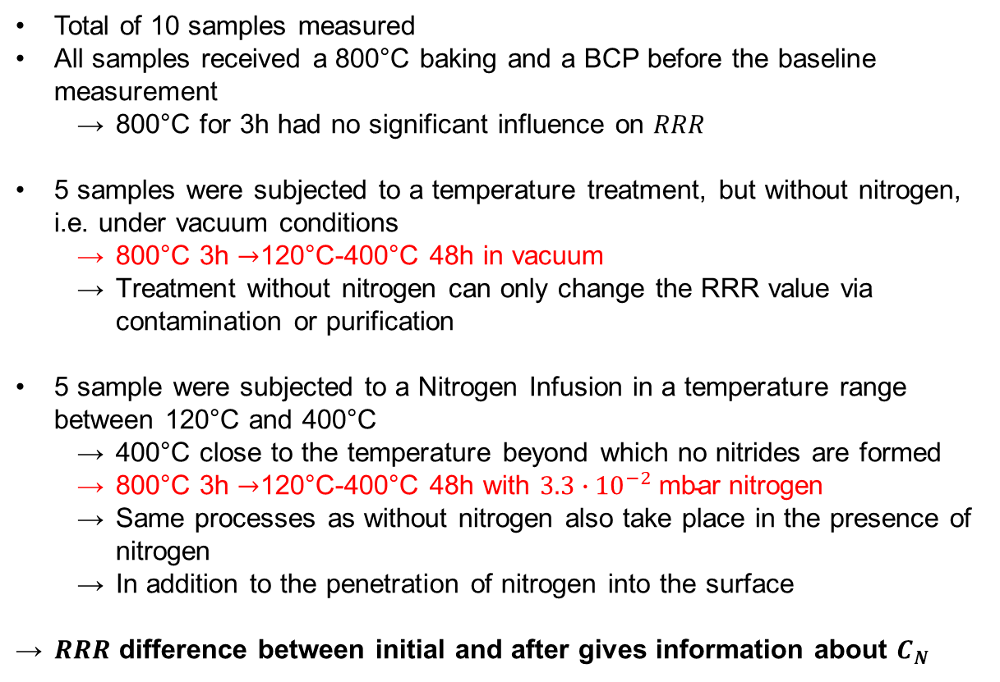 • Total of 10 samples measured
• All samples received a 800°C baking and a BCP before the baseline
measurement
→ 800°C for 3h had no significant influence on RRR
• 5 samples were subjected to a temperature treatment, but without nitrogen,
i.e. under vacuum conditions
→ 800°C 3h →120°C-400°C 48h in vacuum
→ Treatment without nitrogen can only change the RRR value via
contamination or purification
• 5 sample were subjected to a Nitrogen Infusion in a temperature range
between 120°C and 400°C
→ 400°C close to the temperature beyond which no nitrides are formed
→ 800°C 3h →120°C-400°C 48h with 3.3 · 10⁻² mbar nitrogen
→ Same processes as without nitrogen also take place in the presence of
nitrogen
→ In addition to the penetration of nitrogen into the surface
→ RRR difference between initial and after gives information about C_N